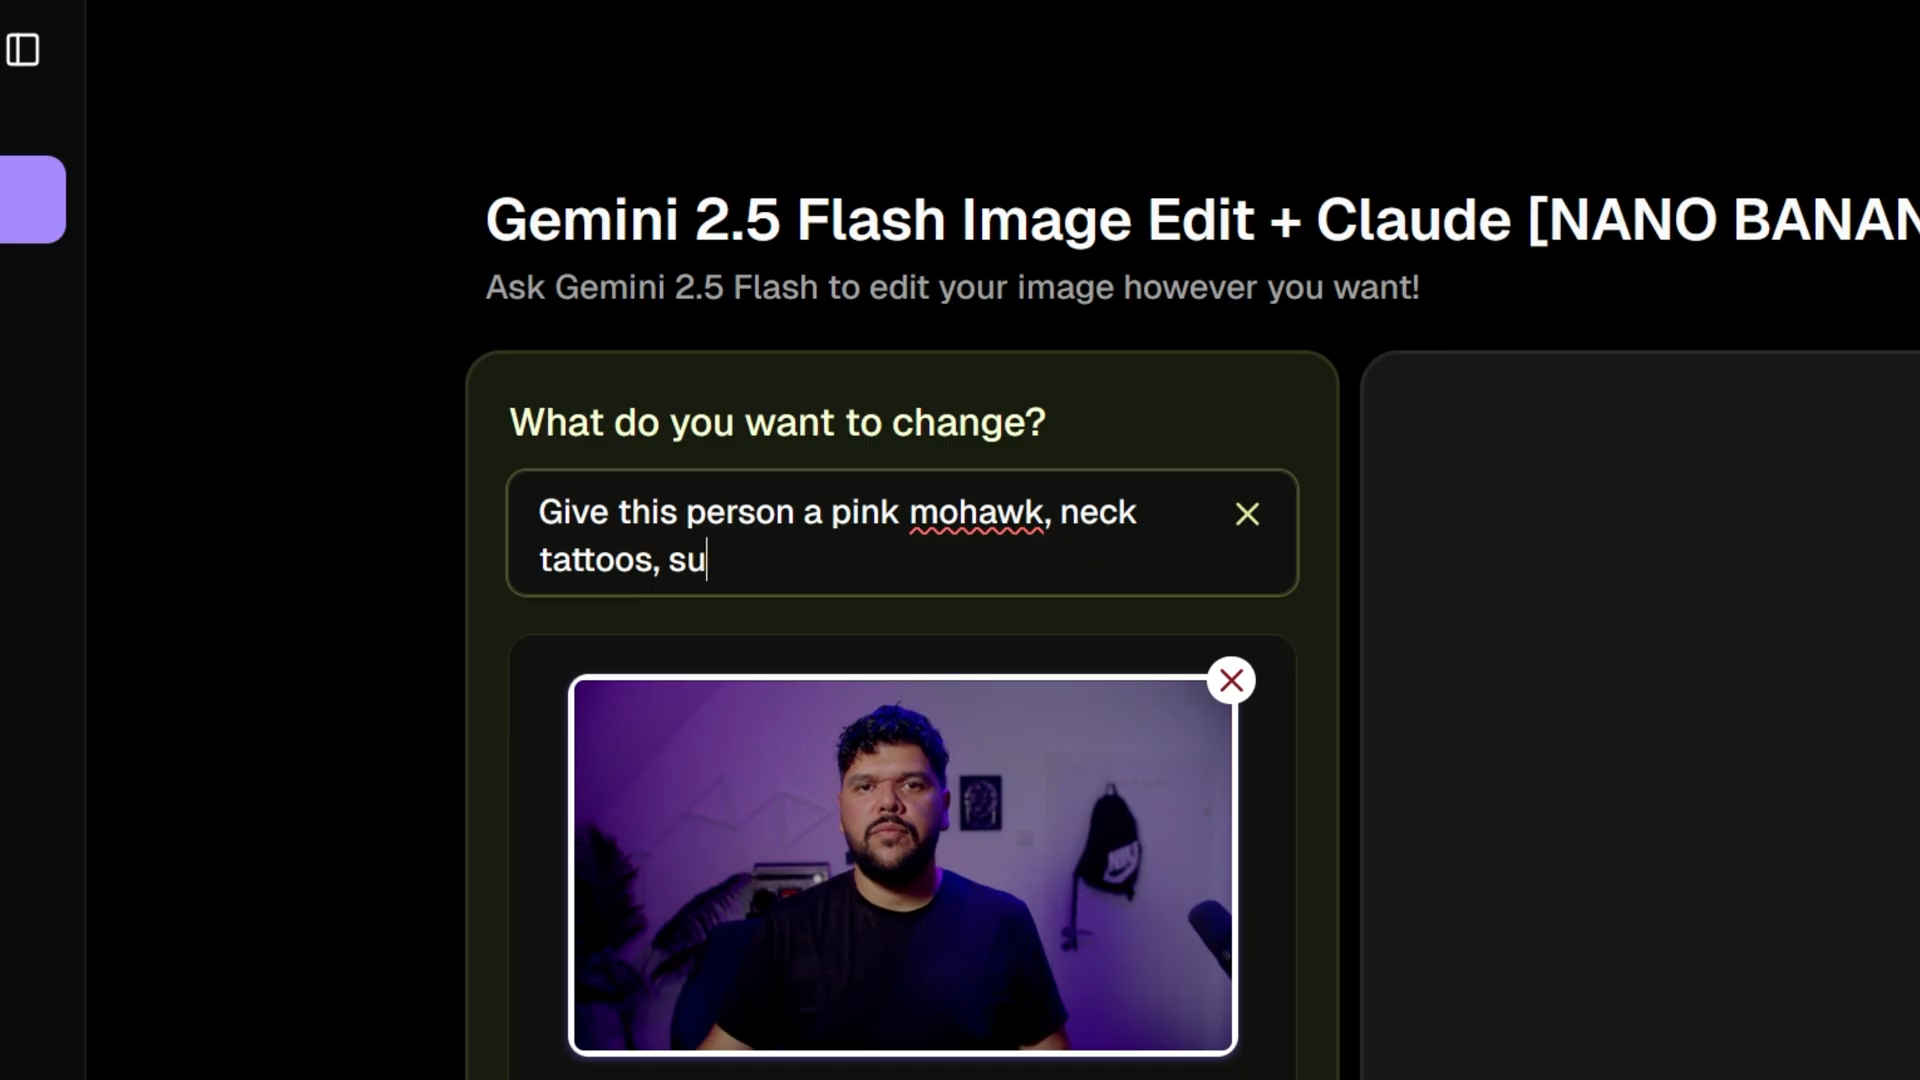 Gemini 2.5 Flash Image Edit + Claude [NANO BANAN
Ask Gemini 2.5 Flash to edit your image however you want!
What do you want to change?
Give this person a pink mohawk, neck
tattoos, su